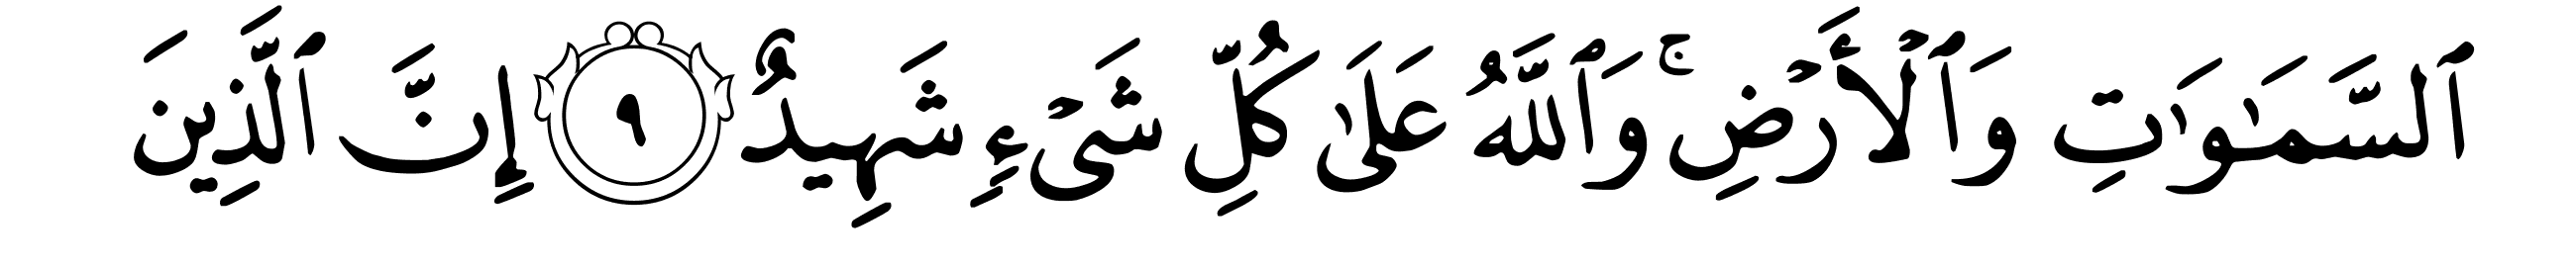 ٱلسَّمَـٰوَٰتِ وَٱلْأَرْضِ ۚ وَٱللَّهُ عَلَىٰ كُلِّ شَىْءٍ شَهِيدٌ ٩ إِنَّ ٱلَّذِينَ